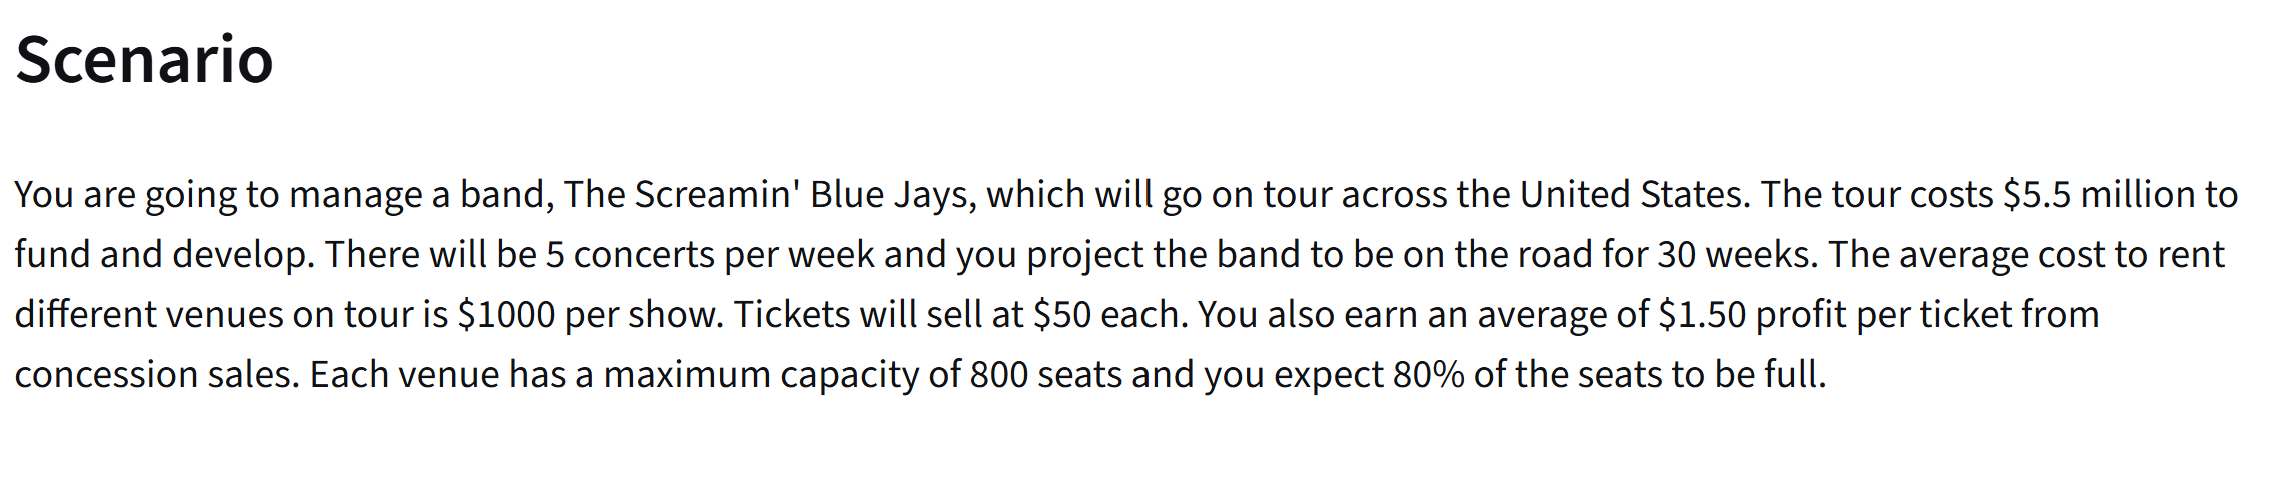 Scenario
You are going to manage a band, The Screamin' Blue Jays, which will go on tour across the United States. The tour costs $5.5 million to
fund and develop. There will be 5 concerts per week and you project the band to be on the road for 30 weeks. The average cost to rent
different venues on tour is $1000 per show. Tickets will sell at $50 each. You also earn an average of $1.50 profit per ticket from
concession sales. Each venue has a maximum capacity of 800 seats and you expect 80% of the seats to be full.